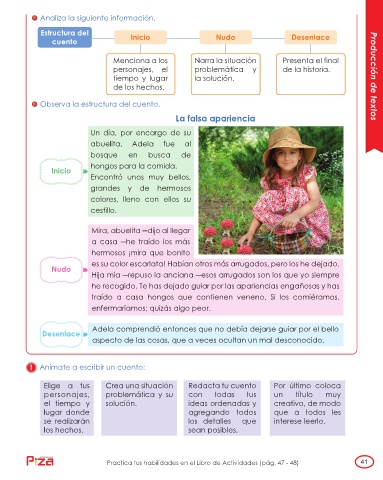 Analiza la siguiente información.
Estructura del
cuento
Inicio
Nudo
Desenlace
Menciona a los
personajes, el
tiempo y lugar
de los hechos.
Narra la situación
problemática y
la solución.
Presenta el final
de la historia.
Producción de textos
Observa la estructura del cuento.
La falsa apariencia
Inicio
Un día, por encargo de su
abuelita, Adela fue al
bosque en busca de
hongos para la comida.
Encontró unos muy bellos,
grandes y de hermosos
colores, lleno con ellos su
cestillo.
Nudo
Mira, abuelita —dijo al llegar
a casa —he traído los más
hermosos ¡mira que bonito
es su color escarlata! Habían otros más arrugados, pero los he dejado.
Hija mía —repuso la anciana —esos arrugados son los que yo siempre
he recogido. Te has dejado guiar por las apariencias engañosas y has
traído a casa hongos que contienen veneno. Si los comiéramos,
enfermaríamos; quizás algo peor.
Desenlace
Adela comprendió entonces que no debía dejarse guiar por el bello
aspecto de las cosas, que a veces ocultan un mal desconocido.
1 Anímate a escribir un cuento:
Elige a tus
personajes,
el tiempo y
lugar donde
se realizarán
los hechos.
Crea una situación
problemática y su
solución.
Redacta tu cuento
con todas tus
ideas ordenadas y
agregando todos
los detalles que
sean posibles.
Por último coloca
un título muy
creativo, de modo
que a todos les
interese leerlo.
Pizza
Practica tus habilidades en el Libro de Actividades (pág. 47 - 48)
41